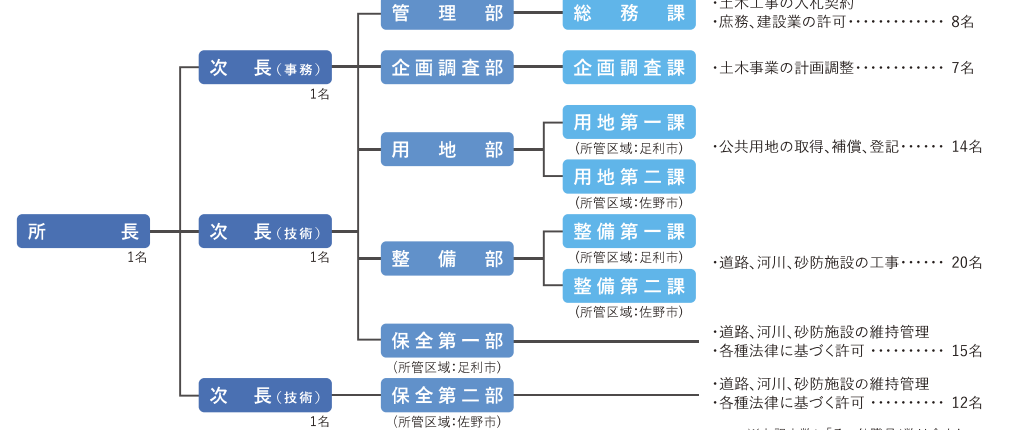 ・土木工事の入札契約
管理部 総務課
・庶務、建設業の許可・・・・・・・・・・・・・ 8名
次長（事務） 企画調査部 企画調査課 ・土木事業の計画調整・・・・・・・・・・・・ 7名
1名
用地第一課
用地部 （所管区域：足利市） ・公共用地の取得、補償、登記・・・・・・ 14名
用地第二課
（所管区域：佐野市）
所長 次長（技術） 整備第一課
1名 1名 整備部 （所管区域：足利市） ・道路、河川、砂防施設の工事・・・・・・ 20名
整備第二課
（所管区域：佐野市）
・道路、河川、砂防施設の維持管理
保全第一部 ・各種法律に基づく許可・・・・・・・・・・ 15名
（所管区域：足利市）
・道路、河川、砂防施設の維持管理
次長（技術） 保全第二部 ・各種法律に基づく許可・・・・・・・・・・ 12名
1名 （所管区域：佐野市）